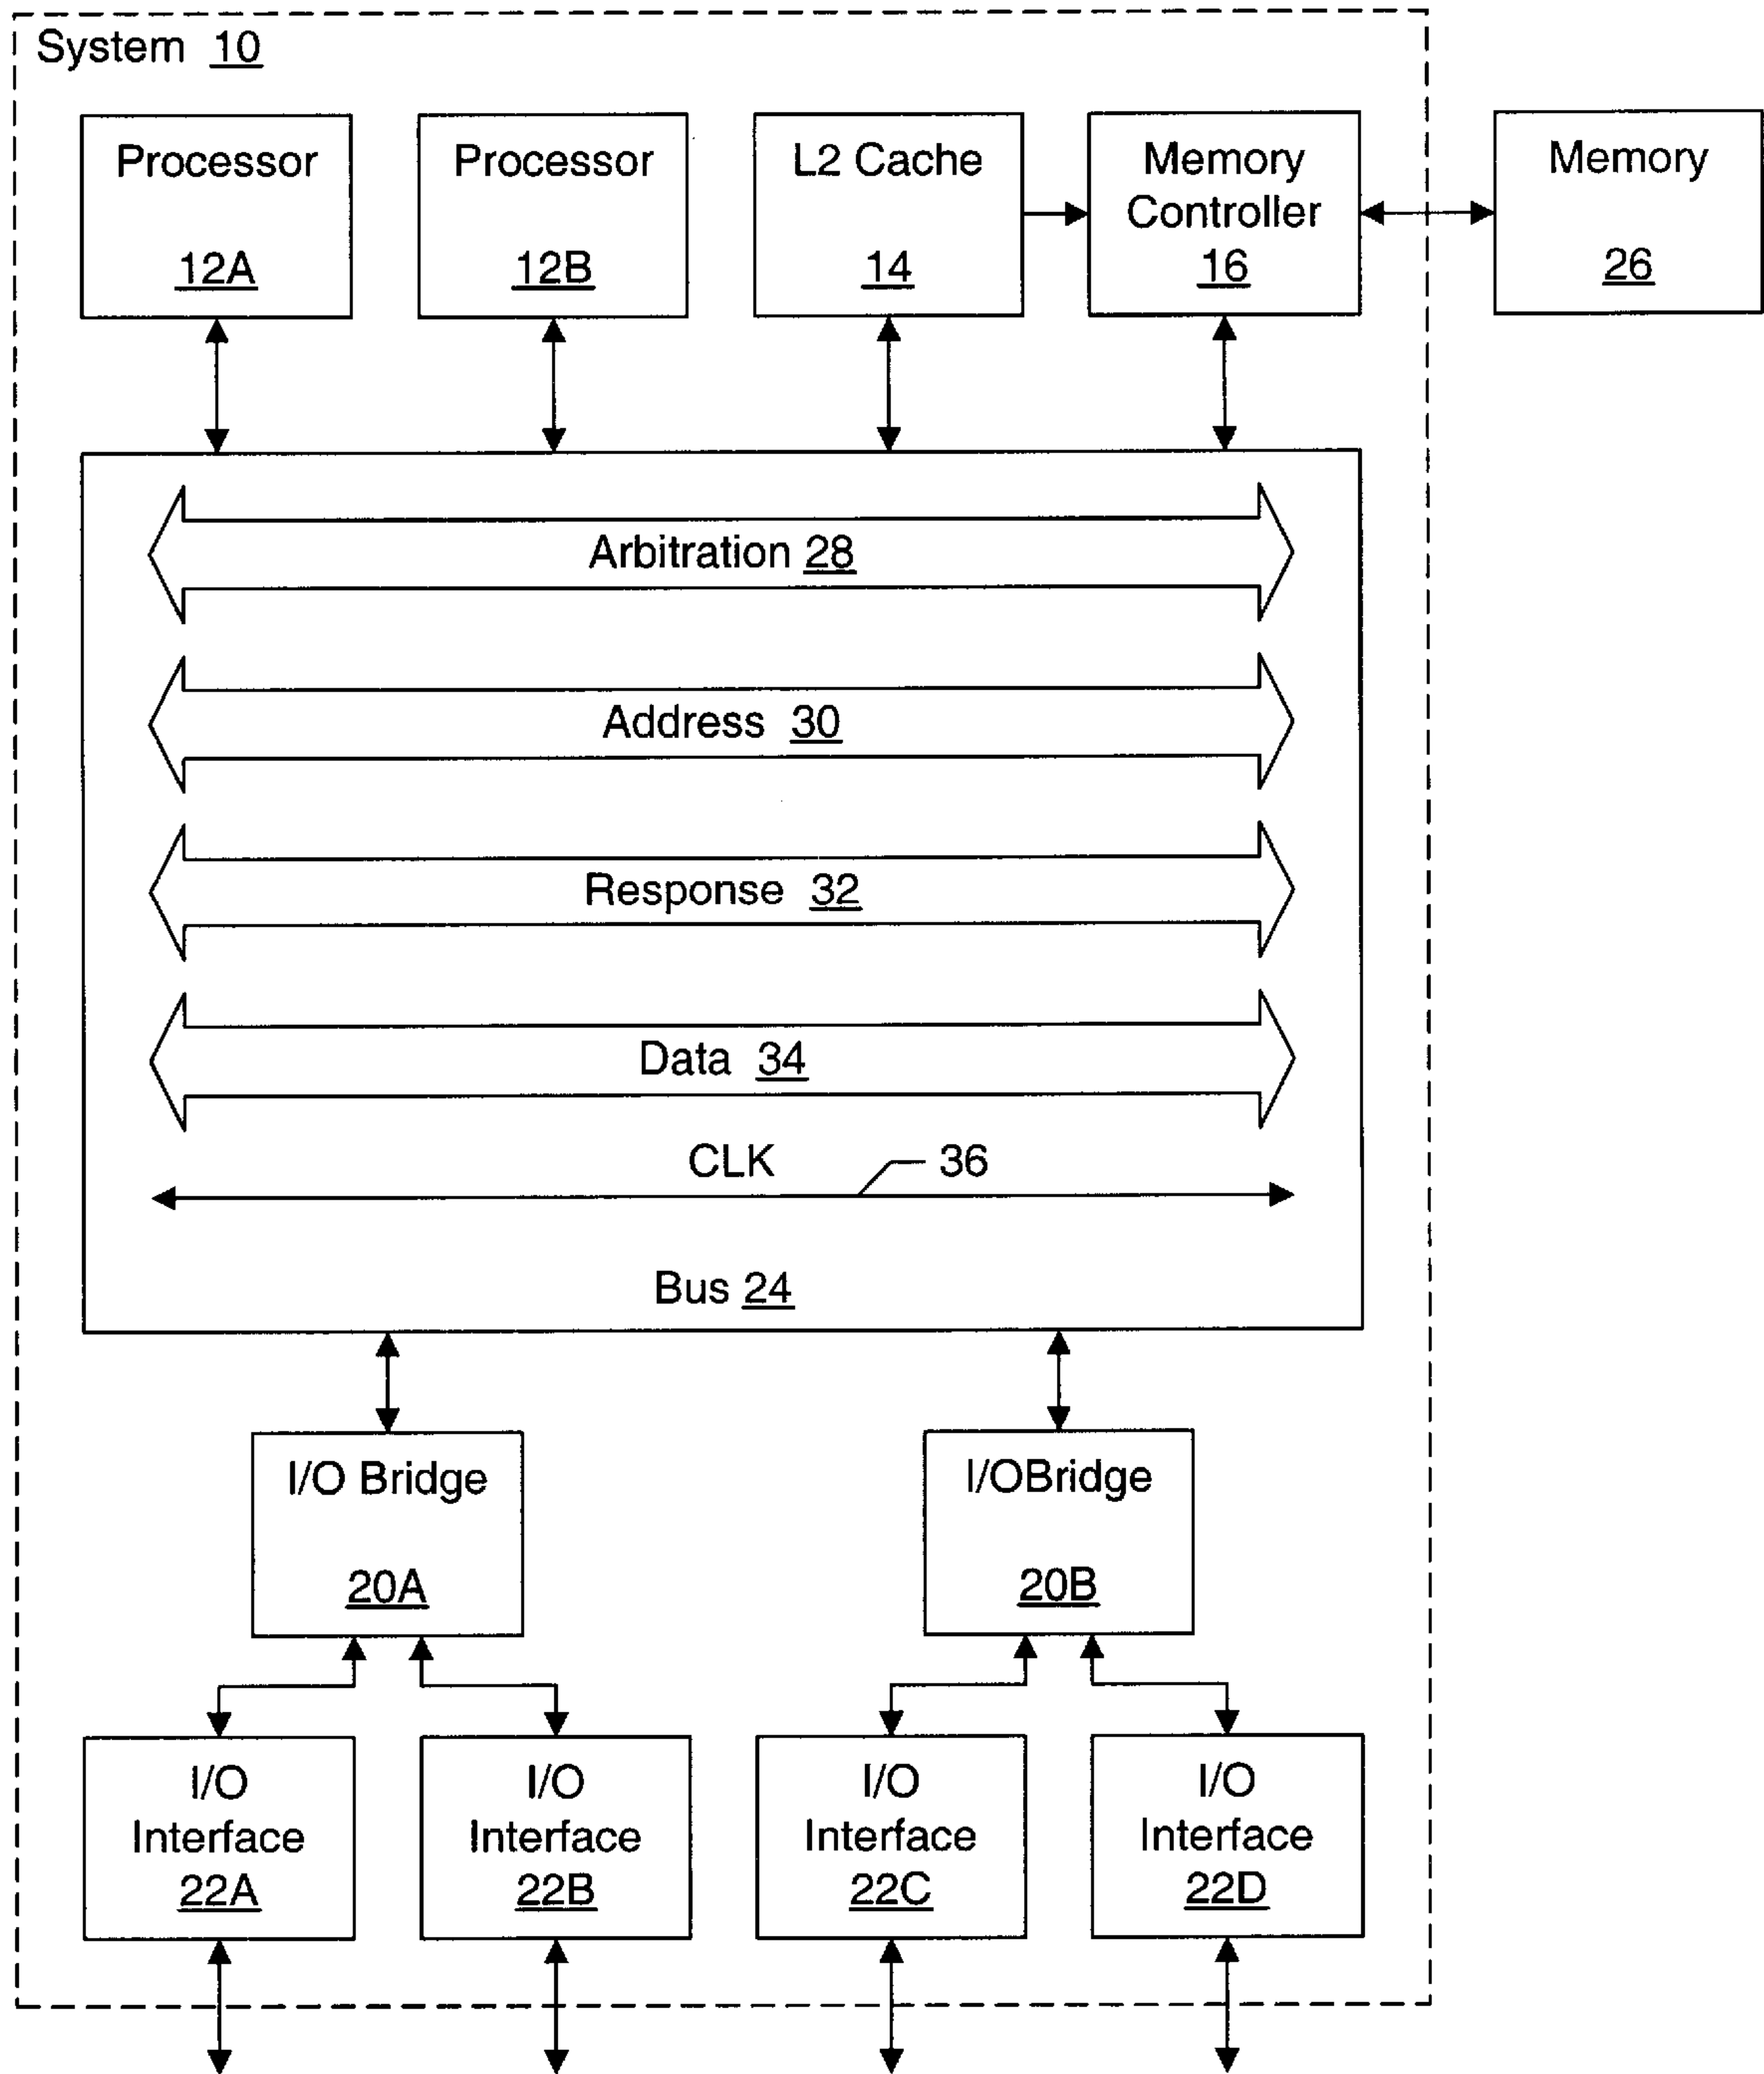 System 10
Processor
12A
Processor
12B
L2 Cache
14
Memory
Controller
16
Memory
26
Arbitration 28
Address 30
Response 32
Data 34
CLK 36
Bus 24
I/O Bridge
20A
I/OBridge
20B
I/O
Interface
22A
I/O
Interface
22B
I/O
Interface
22C
I/O
Interface
22D